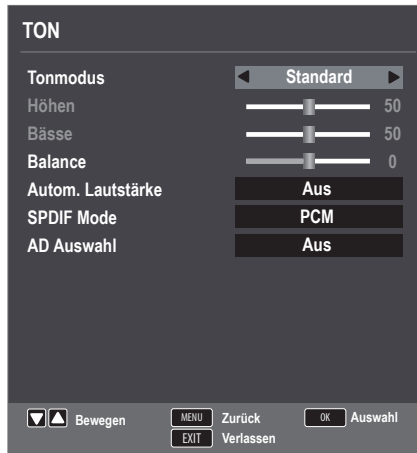 TON
Tonmodus Standard
Höhen 50
Bässe 50
Balance 0
Autom. Lautstärke Aus
SPDIF Mode PCM
AD Auswahl Aus
Bewegen MENU Zurück OK Auswahl
EXIT Verlassen